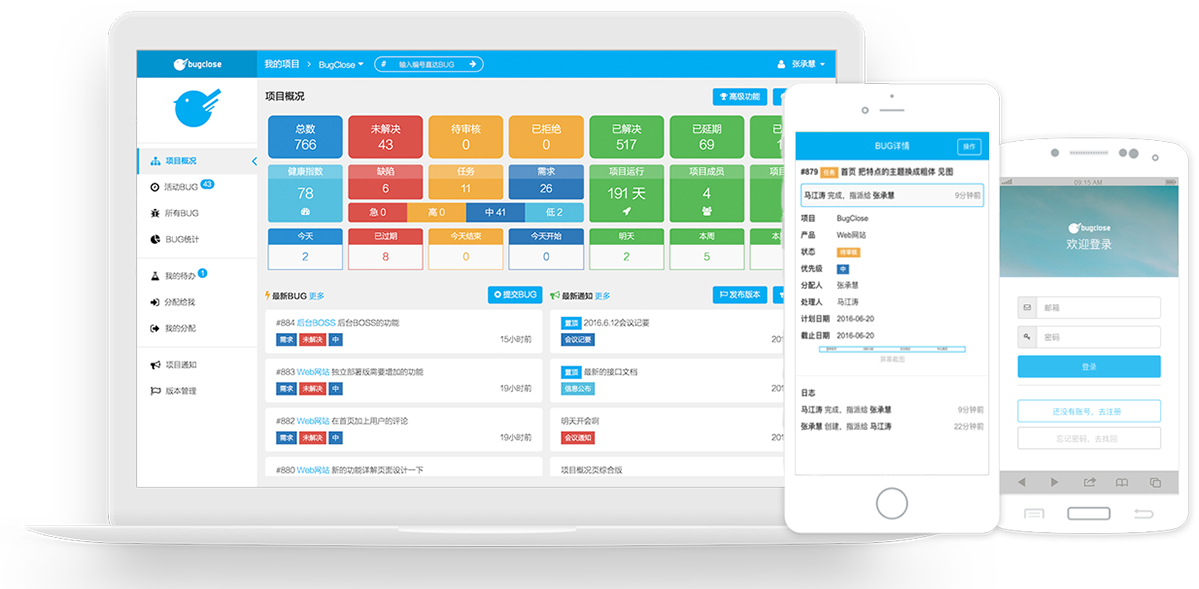 bugclose
我的项目 > BugClose
# 输入编号直达BUG
张承慧
项目概况
高级功能
项目概况
活动BUG 43
所有BUG
BUG统计
我的待办 1
分配给我
我的分配
项目通知
版本管理
总数 未解决 待审核 已拒绝 已解决 已延期 已
766 43 0 0 517 69 1
健康指数 缺陷 任务 需求 项目运行 项目成员 项目
78 6 11 26 191 天 4
急 0 高 0 中 41 低 2
今天 已过期 今天结束 今天开始 明天 本周
2 8 0 0 2 5
最新BUG 更多
提交BUG
#884 后台BOSS 后台BOSS的功能
需求 未解决 中
15小时前
#883 Web网站 独立部署版需要增加的功能
需求 未解决 中
19小时前
#882 Web网站 在首页加上用户的评论
需求 未解决 中
19小时前
#880 Web网站 新的功能详解页面设计一下
最新通知 更多
发布版本
置顶 2016.6.12会议记要
会议记要
201
置顶 最新的接口文档
信息公布
201
明天开会啊
会议通知
201
项目概况页综合版
BUG详情
操作
#879 任务 首页 把特点的主题换成粗体 见图
马江涛 完成，指派给 张承慧 9分钟前
项目 BugClose
产品 Web网站
状态 待审核
优先级 中
分配人 张承慧
处理人 马江涛
计划日期 2016-06-20
截止日期 2016-06-20
屏幕截图
日志
马江涛 完成，指派给 张承慧 9分钟前
张承慧 创建，指派给 马江涛 22分钟前
09:15 AM
bugclose
欢迎登录
邮箱
密码
登录
还没有账号，去注册
忘记密码，去找回